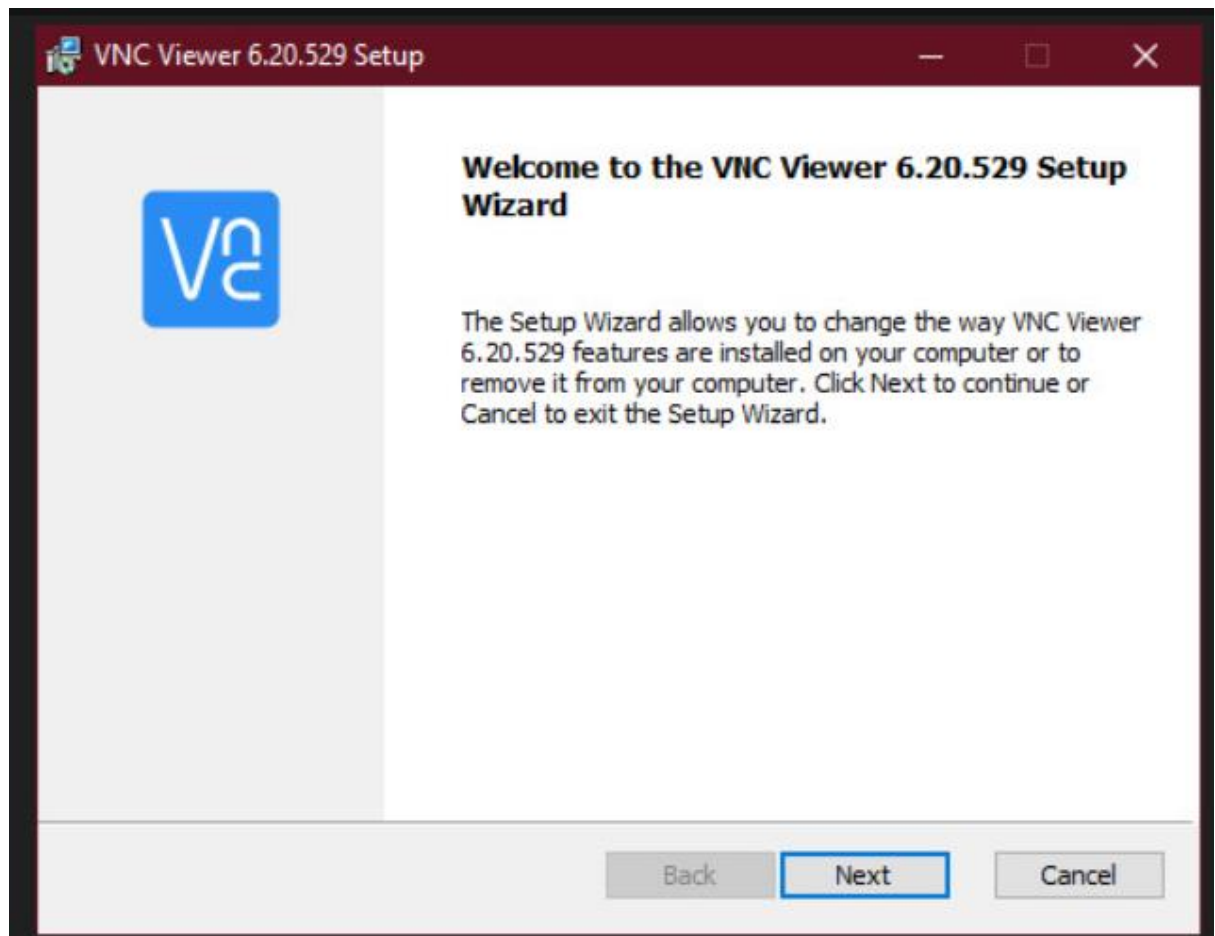 VNC Viewer 6.20.529 Setup
Vnc
Welcome to the VNC Viewer 6.20.529 Setup
Wizard
The Setup Wizard allows you to change the way VNC Viewer
6.20.529 features are installed on your computer or to
remove it from your computer. Click Next to continue or
Cancel to exit the Setup Wizard.
Back Next Cancel